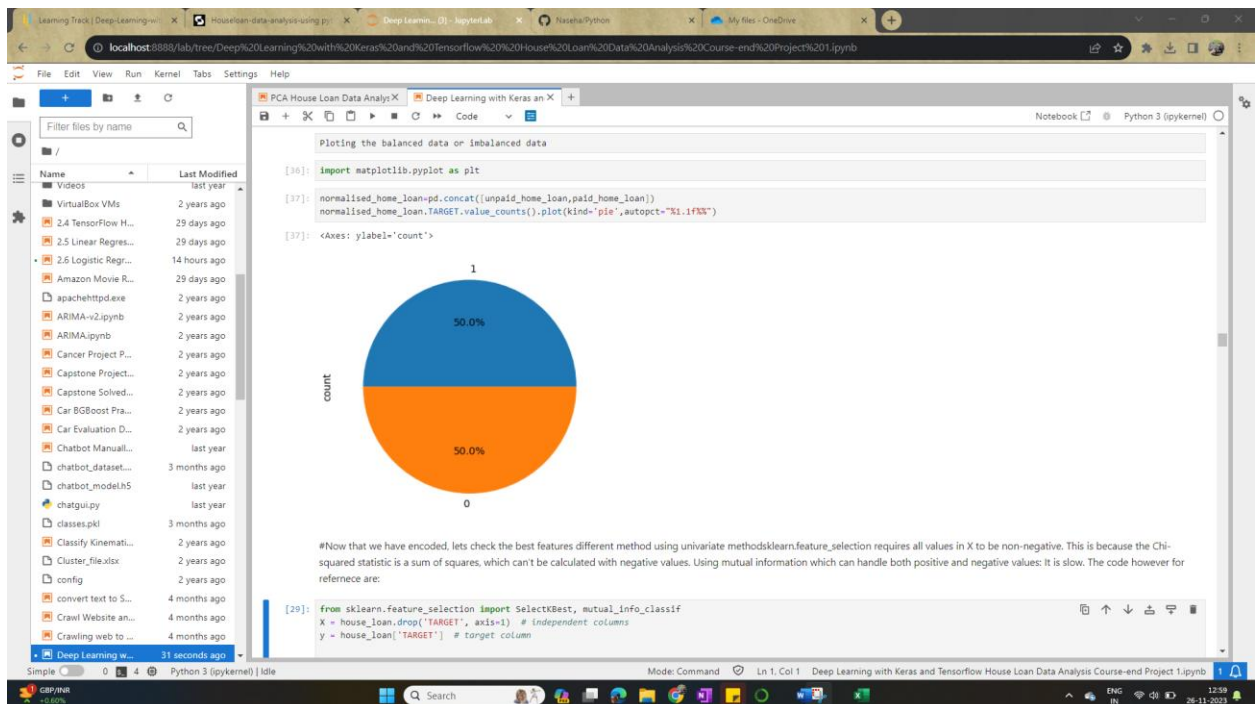 Learning Track | Deep-Learning-wi
Houseloan-data-analysis-using py
Deep Learnin... (3) - JupyterLab
Naseha/Python
My files - OneDrive
localhost:8888/lab/tree/Deep%20Learning%20with%20Keras%20and%20Tensorflow%20%20House%20Loan%20Data%20Analysis%20Course-end%20Project%201.ipynb
File Edit View Run Kernel Tabs Settings Help
PCA House Loan Data Analys
Deep Learning with Keras an
Filter files by name
Code
Notebook
Python 3 (ipykernel)
/
Name Last Modified
Videos last year
VirtualBox VMs 2 years ago
2.4 TensorFlow H... 29 days ago
2.5 Linear Regres... 29 days ago
2.6 Logistic Regr... 14 hours ago
Amazon Movie R... 29 days ago
apachehttpd.exe 2 years ago
ARIMA-v2.ipynb 2 years ago
ARIMA.ipynb 2 years ago
Cancer Project P... 2 years ago
Capstone Project... 2 years ago
Capstone Solved... 2 years ago
Car BGBoost Pra... 2 years ago
Car Evaluation D... 2 years ago
Chatbot Manuall... last year
chatbot_dataset.... 3 months ago
chatbot_model.h5 last year
chatgui.py last year
classes.pkl 3 months ago
Classify Kinemati... 2 years ago
Cluster_file.xlsx 2 years ago
config 2 years ago
convert text to S... 4 months ago
Crawl Website an... 4 months ago
Crawling web to ... 4 months ago
Deep Learning w... 31 seconds ago
Ploting the balanced data or imbalanced data
[36]: import matplotlib.pyplot as plt
[37]: normalised_home_loan=pd.concat([unpaid_home_loan,paid_home_loan])
normalised_home_loan.TARGET.value_counts().plot(kind='pie',autopct="%1.1f%%")
[37]: <Axes: ylabel='count'>
1
50.0%
count
50.0%
0
#Now that we have encoded, lets check the best features different method using univariate methodsklearn.feature_selection requires all values in X to be non-negative. This is because the Chi-
squared statistic is a sum of squares, which can't be calculated with negative values. Using mutual information which can handle both positive and negative values: It is slow. The code however for
refernece are:
[29]: from sklearn.feature_selection import SelectKBest, mutual_info_classif
X = house_loan.drop('TARGET', axis=1) # independent columns
y = house_loan['TARGET'] # target column
Simple 0 4 Python 3 (ipykernel) | Idle
Mode: Command Ln 1, Col 1 Deep Learning with Keras and Tensorflow House Loan Data Analysis Course-end Project 1.ipynb 1
GBP/INR
+0.60%
Search
ENG
IN
12:59
26-11-2023